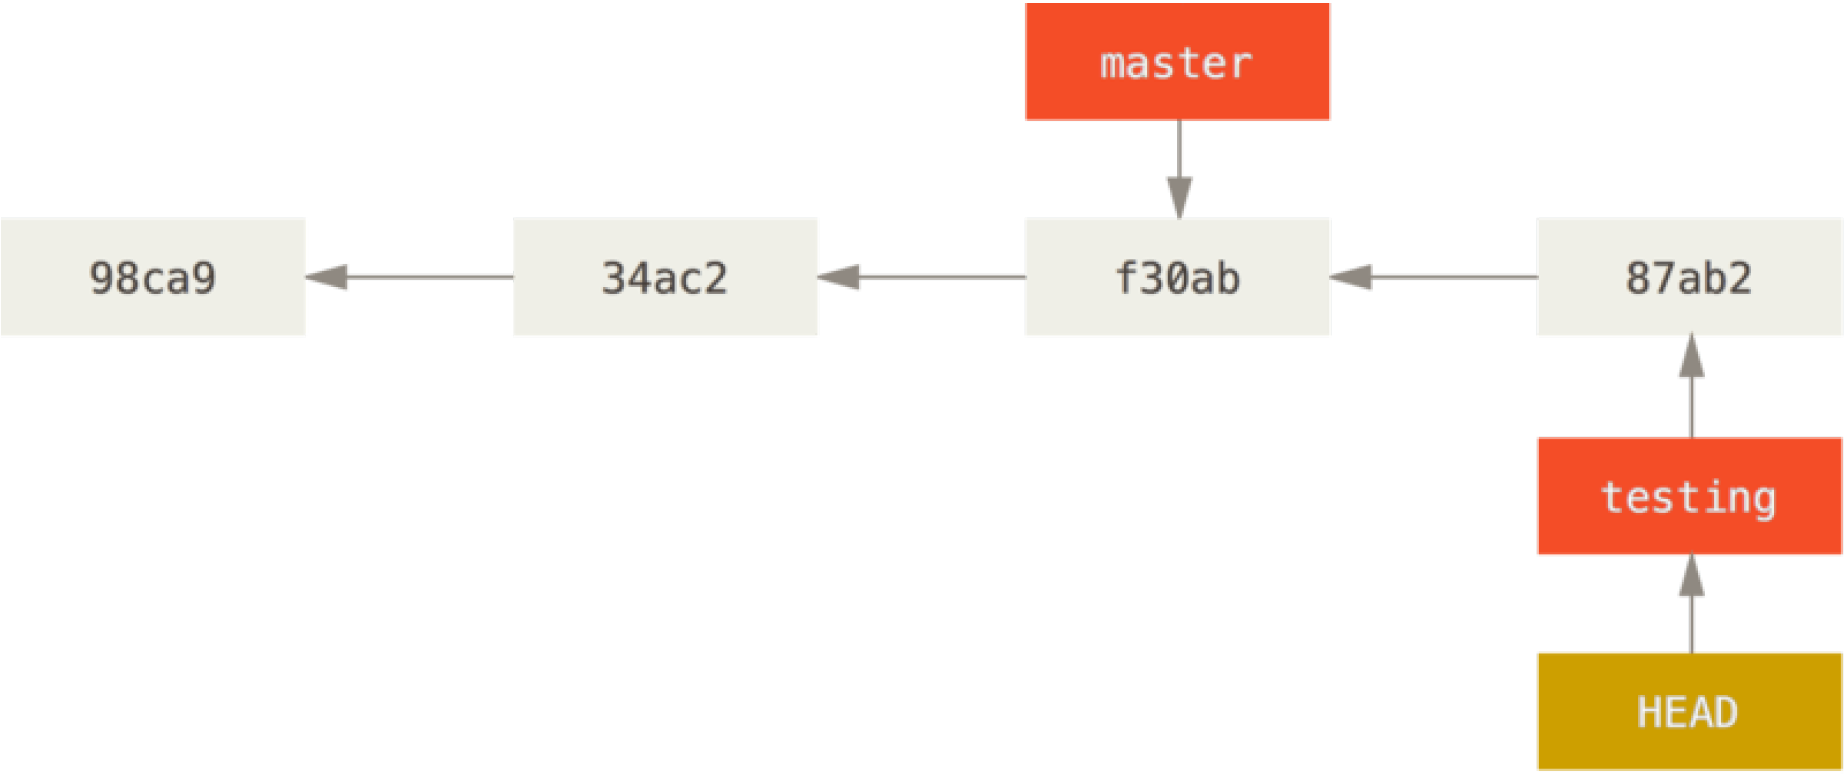 master
98ca9
34ac2
f30ab
87ab2
testing
HEAD